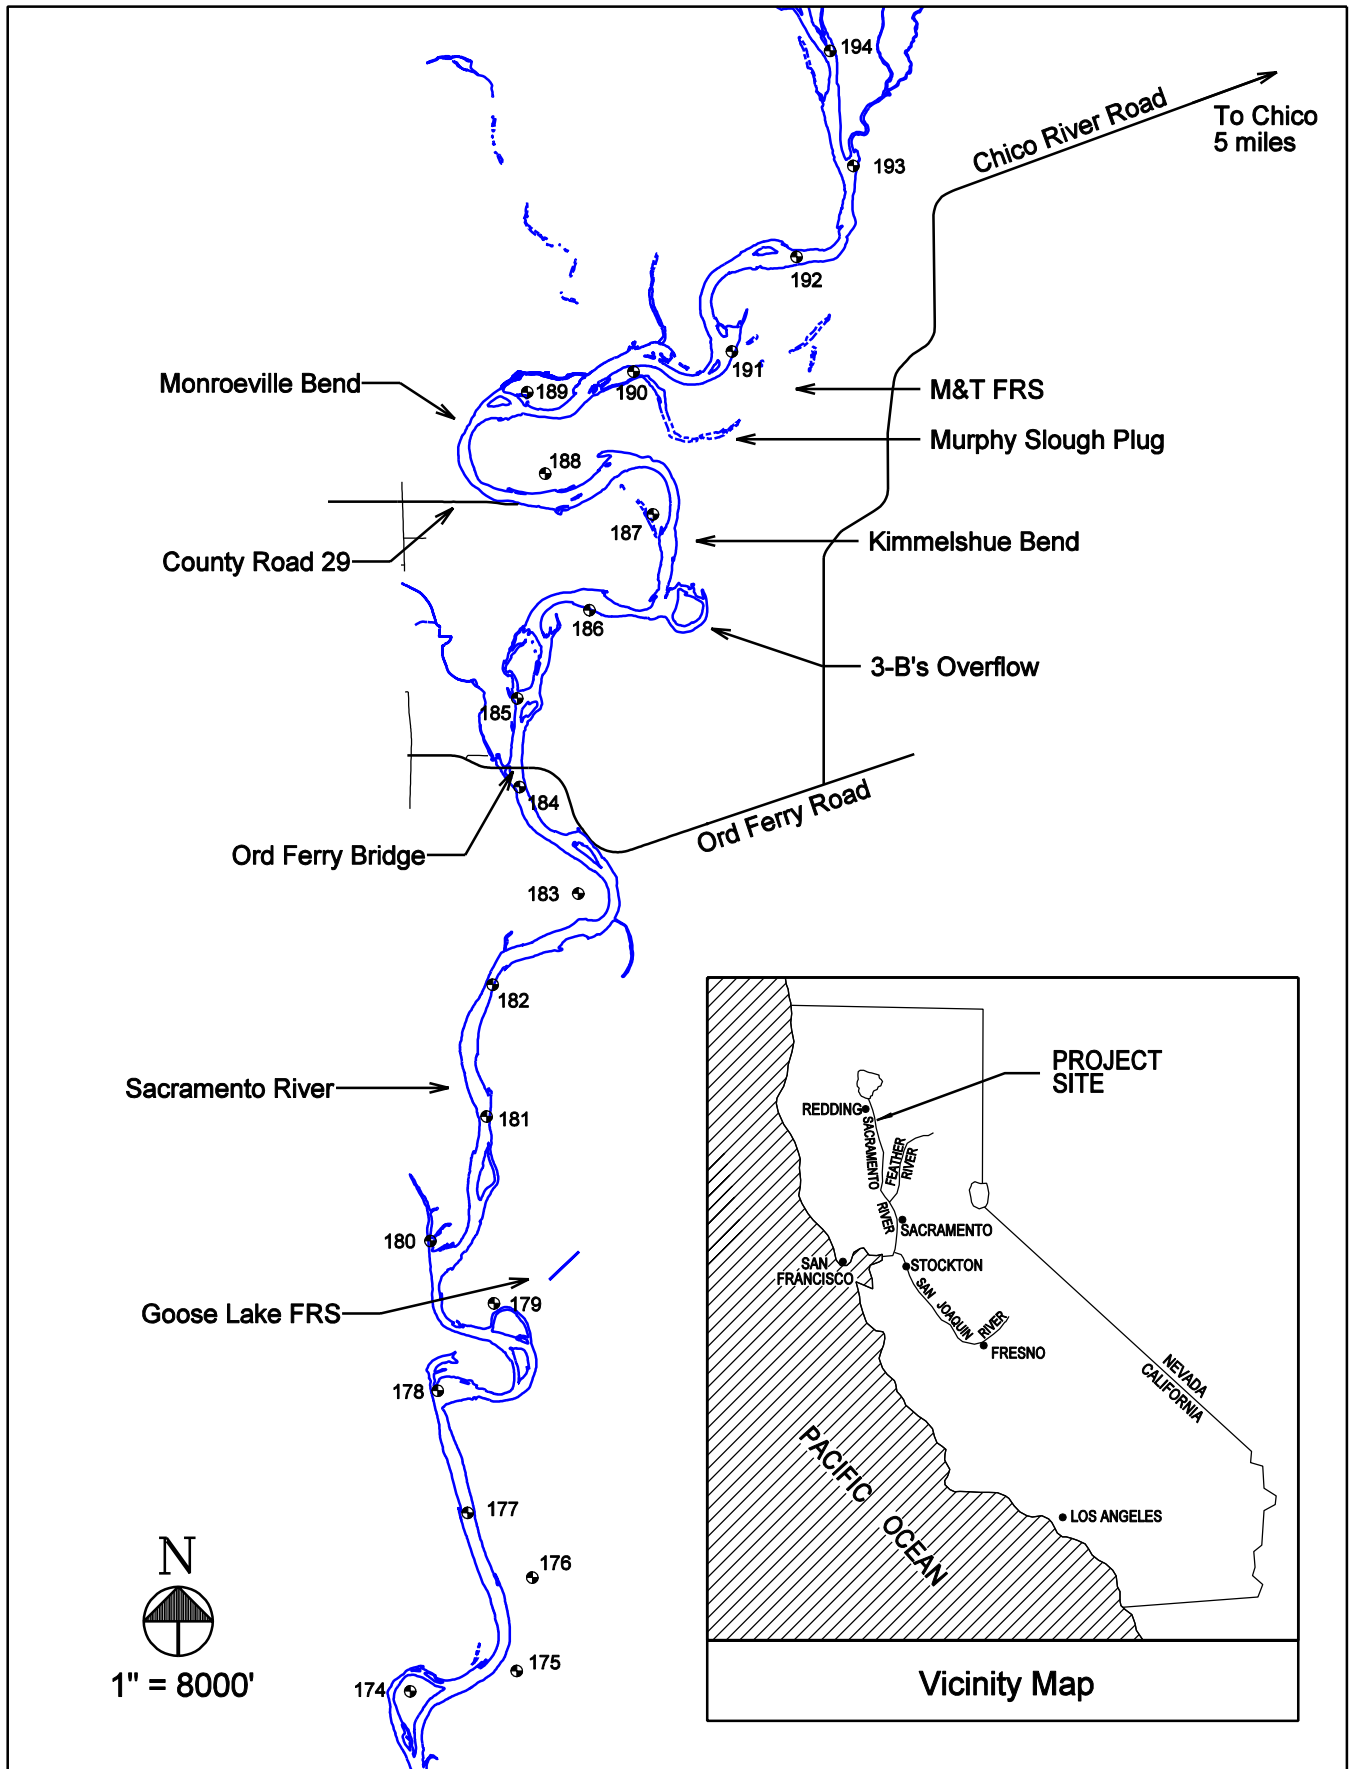 194
Chico River Road
To Chico
5 miles
193
192
191
Monroeville Bend
189
190
M&T FRS
Murphy Slough Plug
188
187
Kimmelshue Bend
County Road 29
186
3-B's Overflow
185
184
Ord Ferry Road
Ord Ferry Bridge
183
182
Sacramento River
181
180
Goose Lake FRS
179
178
177
176
175
174
N
1" = 8000'
PROJECT
SITE
REDDING
SACRAMENTO
RIVER
FEATHER
RIVER
SACRAMENTO
SAN
FRANCISCO
STOCKTON
SAN JOAQUIN RIVER
FRESNO
NEVADA
CALIFORNIA
PACIFIC OCEAN
LOS ANGELES
Vicinity Map